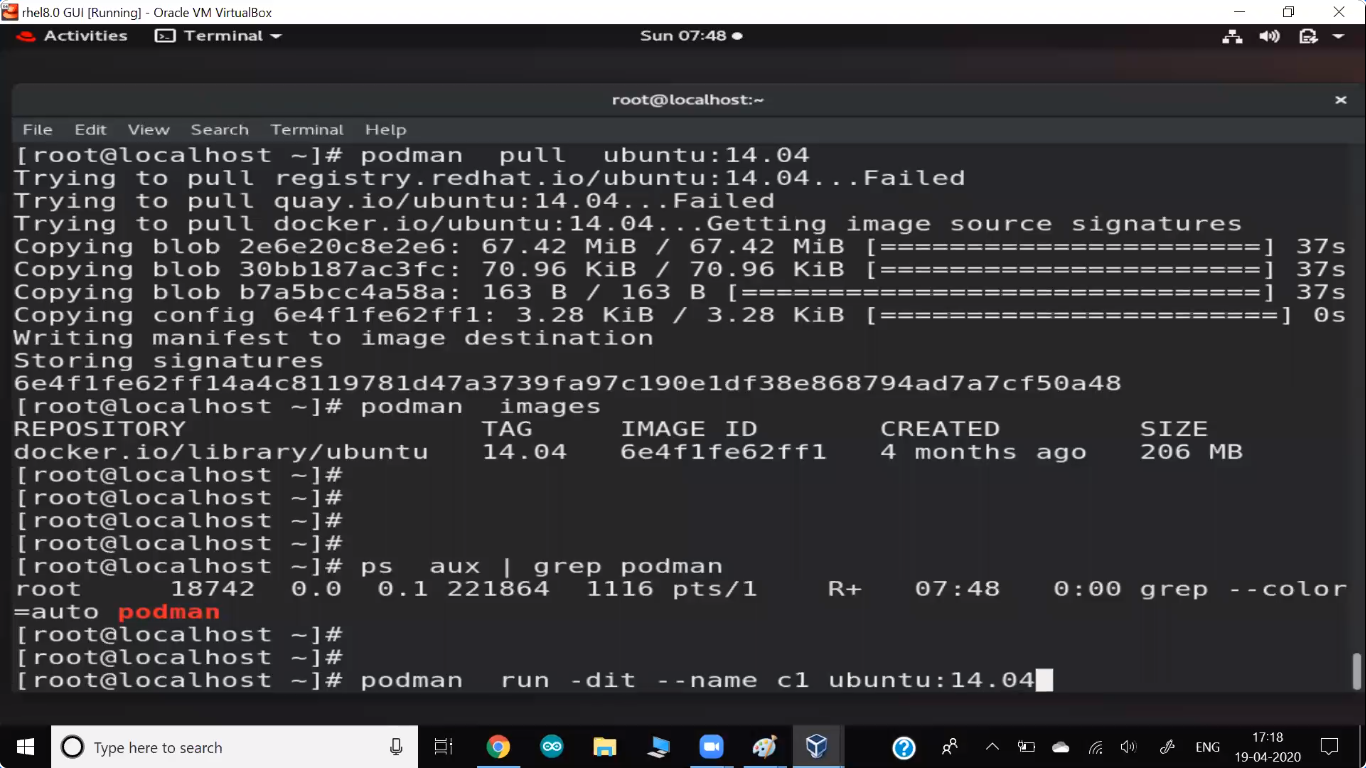 rhel8.0 GUI [Running] - Oracle VM VirtualBox
Activities Terminal Sun 07:48
root@localhost:~
File Edit View Search Terminal Help
[root@localhost ~]# podman  pull  ubuntu:14.04
Trying to pull registry.redhat.io/ubuntu:14.04...Failed
Trying to pull quay.io/ubuntu:14.04...Failed
Trying to pull docker.io/ubuntu:14.04...Getting image source signatures
Copying blob 2e6e20c8e2e6: 67.42 MiB / 67.42 MiB [======================] 37s
Copying blob 30bb187ac3fc: 70.96 KiB / 70.96 KiB [======================] 37s
Copying blob b7a5bcc4a58a: 163 B / 163 B [==============================] 37s
Copying config 6e4f1fe62ff1: 3.28 KiB / 3.28 KiB [=======================] 0s
Writing manifest to image destination
Storing signatures
6e4f1fe62ff14a4c8119781d47a3739fa97c190e1df38e868794ad7a7cf50a48
[root@localhost ~]# podman  images
REPOSITORY TAG IMAGE ID CREATED SIZE
docker.io/library/ubuntu 14.04 6e4f1fe62ff1 4 months ago 206 MB
[root@localhost ~]#
[root@localhost ~]#
[root@localhost ~]#
[root@localhost ~]#
[root@localhost ~]# ps  aux | grep podman
root 18742 0.0 0.1 221864 1116 pts/1 R+ 07:48 0:00 grep --color
=auto podman
[root@localhost ~]#
[root@localhost ~]#
[root@localhost ~]# podman  run -dit --name c1 ubuntu:14.04
Type here to search ENG 17:18
19-04-2020